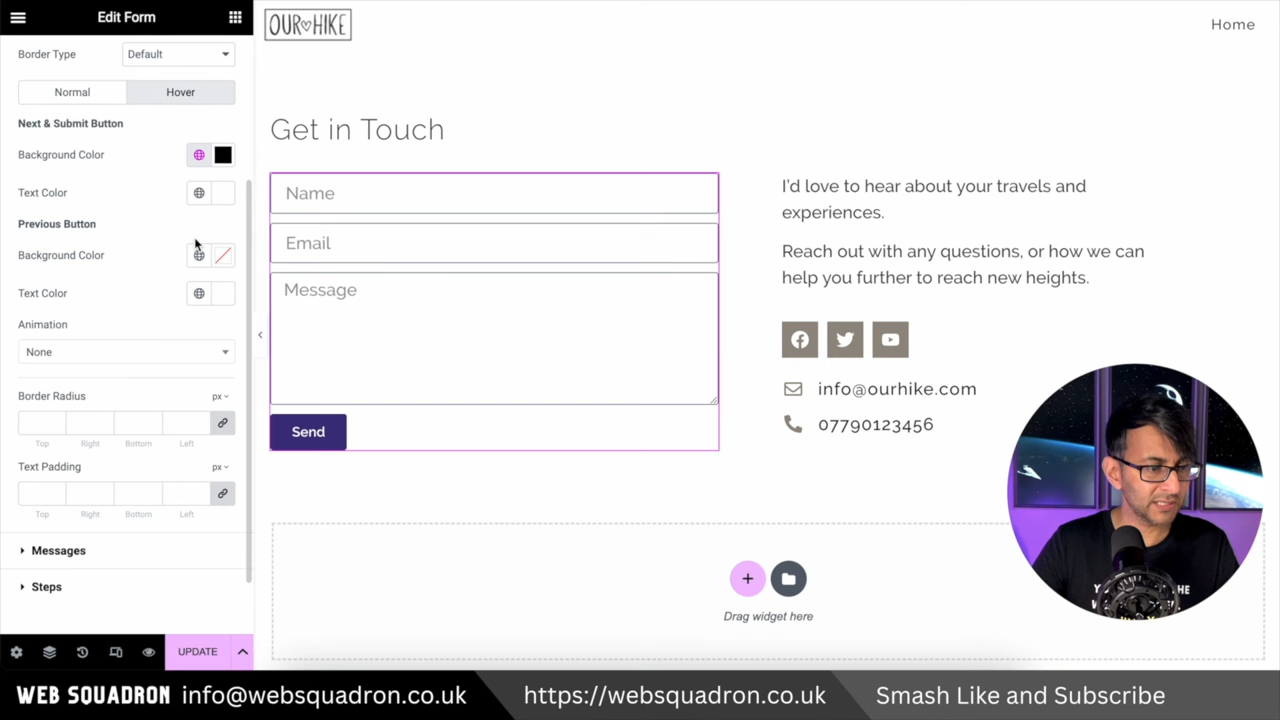 Edit Form
Border Type
Default
Normal
Hover
Next & Submit Button
Background Color
Text Color
Previous Button
Background Color
Text Color
Animation
None
Border Radius
px
Top
Right
Bottom
Left
Text Padding
px
Top
Right
Bottom
Left
Messages
Steps
UPDATE
OUR HIKE
Home
Get in Touch
Name
Email
Message
Send
I'd love to hear about your travels and
experiences.
Reach out with any questions, or how we can
help you further to reach new heights.
info@ourhike.com
07790123456
Drag widget here
WEB SQUADRON
info@websquadron.co.uk
https://websquadron.co.uk
Smash Like and Subscribe